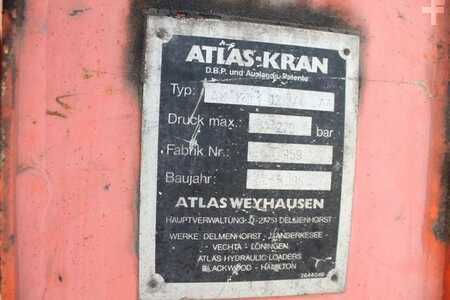 ATLAS-KRAN
D.B.P. und Auslands-Patente
Typ:
Druck max.: bar
Fabrik Nr.:
Baujahr:
ATLAS WEYHAUSEN
HAUPTVERWALTUNG: D-2875 DELMENHORST
WERKE: DELMENHORST - GANDERKESEE -
VECHTA - LÖNINGEN
ATLAS HYDRAULIC LOADERS
BLACKWOOD - HAMILTON